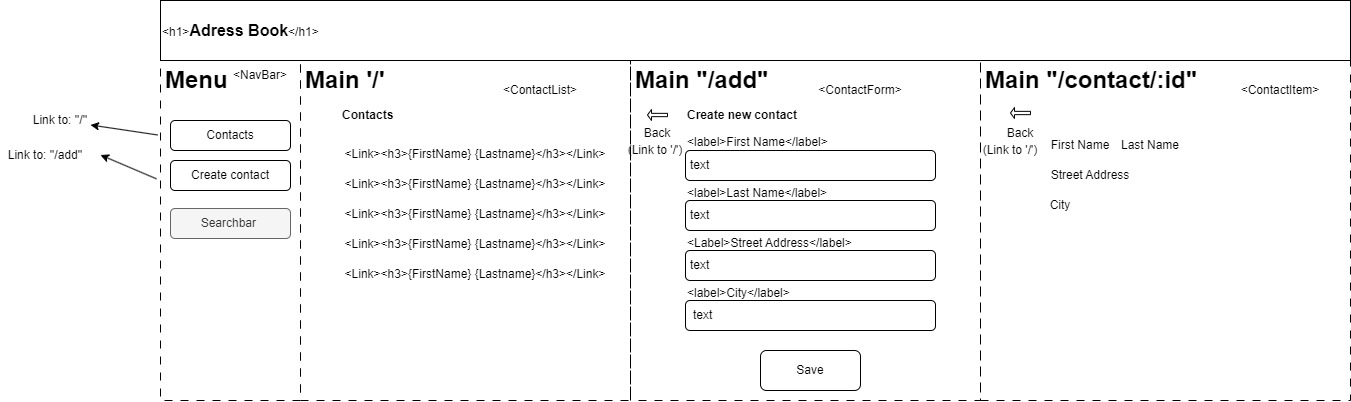 <h1>Adress Book</h1>
Menu <NavBar>
Link to: "/"
Contacts
Link to: "/add"
Create contact
Searchbar
Main '/'
<ContactList>
Contacts
<Link><h3>{FirstName} {Lastname}</h3></Link>
<Link><h3>{FirstName} {Lastname}</h3></Link>
<Link><h3>{FirstName} {Lastname}</h3></Link>
<Link><h3>{FirstName} {Lastname}</h3></Link>
<Link><h3>{FirstName} {Lastname}</h3></Link>
Main "/add"
<ContactForm>
Back
(Link to '/')
Create new contact
<label>First Name</label>
text
<label>Last Name</label>
text
<Label>Street Address</label>
text
<label>City</label>
text
Save
Main "/contact/:id"
<ContactItem>
Back
(Link to '/')
First Name Last Name
Street Address
City